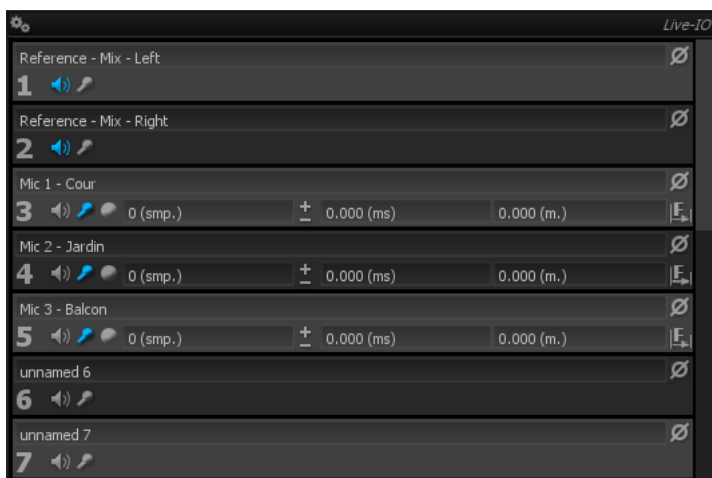 Live-IO
Reference - Mix - Left
1
Reference - Mix - Right
2
Mic 1 - Cour
3 0 (smp.) 0.000 (ms) 0.000 (m.)
Mic 2 - Jardin
4 0 (smp.) 0.000 (ms) 0.000 (m.)
Mic 3 - Balcon
5 0 (smp.) 0.000 (ms) 0.000 (m.)
unnamed 6
6
unnamed 7
7